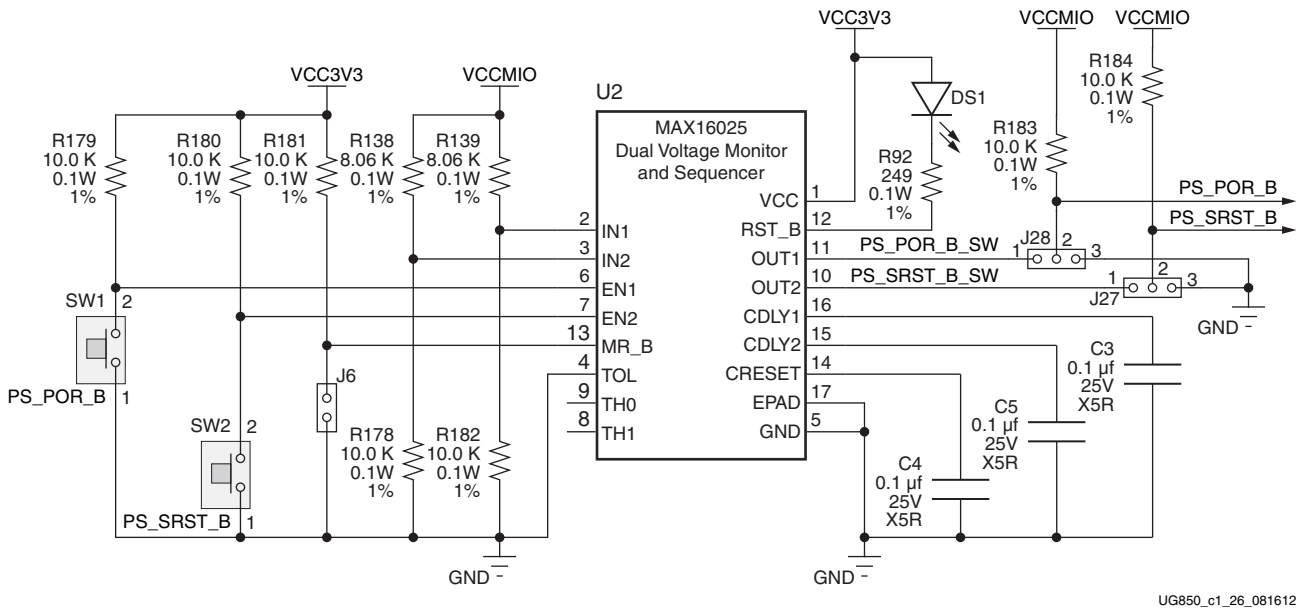 VCC3V3
VCCMIO
VCCMIO
VCC3V3
VCCMIO
R184
10.0 K
0.1W
1%
U2
DS1
MAX16025
Dual Voltage Monitor
and Sequencer
R179
10.0 K
0.1W
1%
R180
10.0 K
0.1W
1%
R181
10.0 K
0.1W
1%
R138
8.06 K
0.1W
1%
R139
8.06 K
0.1W
1%
R183
10.0 K
0.1W
1%
R92
249
0.1W
1%
VCC
1
PS_POR_B
2
IN1
RST_B
12
PS_SRST_B
3
IN2
OUT1
11
PS_POR_B_SW
1
J28
2
3
6
EN1
OUT2
10
PS_SRST_B_SW
1
2
3
J27
SW1
2
7
EN2
CDLY1
16
GND
13
MR_B
CDLY2
15
C3
0.1 µf
25V
X5R
4
TOL
CRESET
14
J6
PS_POR_B
1
9
TH0
EPAD
17
8
TH1
GND
5
C5
0.1 µf
25V
X5R
SW2
2
R178
10.0 K
0.1W
1%
R182
10.0 K
0.1W
1%
C4
0.1 µf
25V
X5R
PS_SRST_B
1
GND
GND
UG850_c1_26_081612